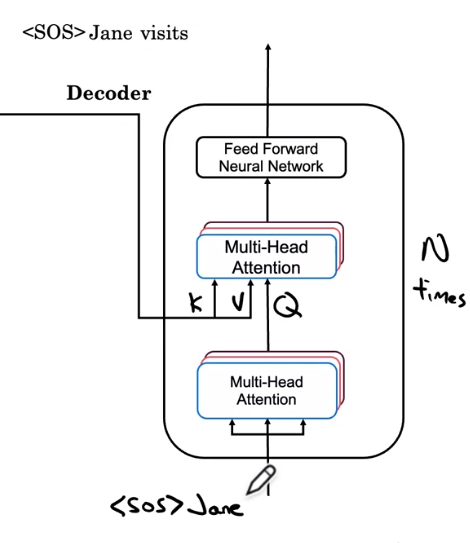 <SOS> Jane visits
Decoder
Feed Forward
Neural Network
Multi-Head
Attention
N
times
K V Q
Multi-Head
Attention
<SOS> Jane